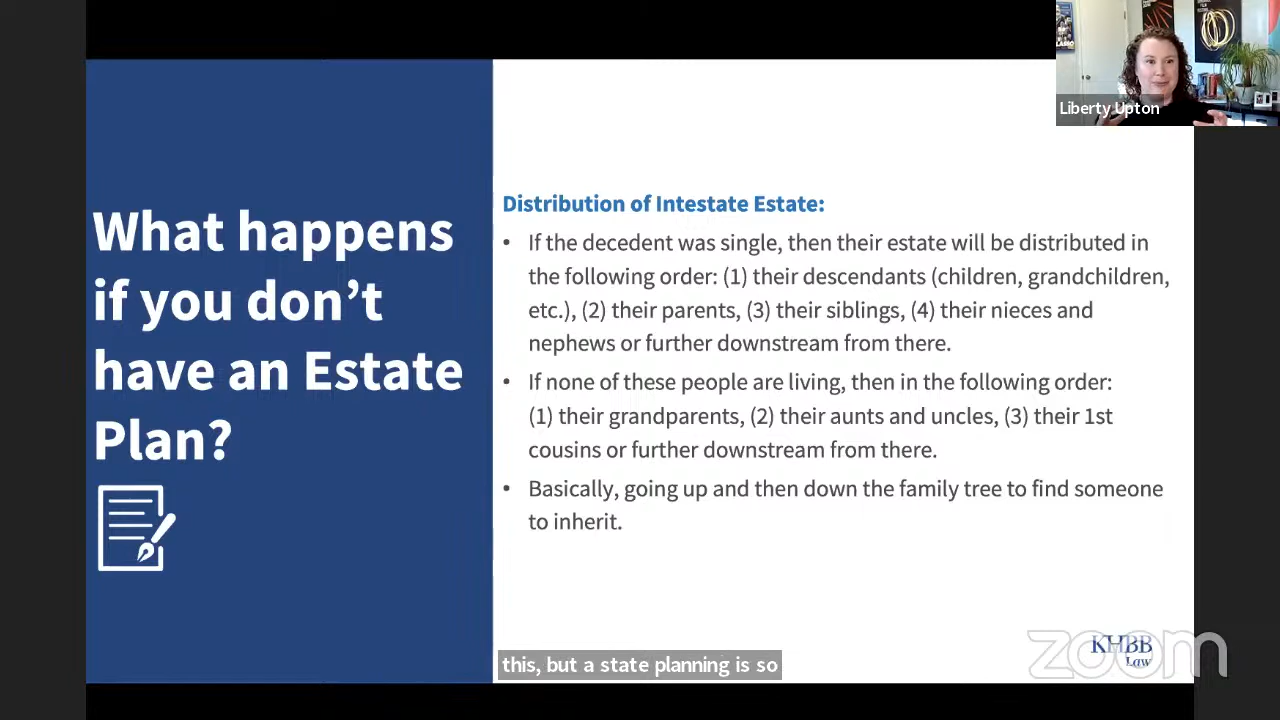 Liberty Upton
What happens
if you don’t
have an Estate
Plan?
Distribution of Intestate Estate:
• If the decedent was single, then their estate will be distributed in
the following order: (1) their descendants (children, grandchildren,
etc.), (2) their parents, (3) their siblings, (4) their nieces and
nephews or further downstream from there.
• If none of these people are living, then in the following order:
(1) their grandparents, (2) their aunts and uncles, (3) their 1st
cousins or further downstream from there.
• Basically, going up and then down the family tree to find someone
to inherit.
KHBB
Law
zoom
this, but a state planning is so